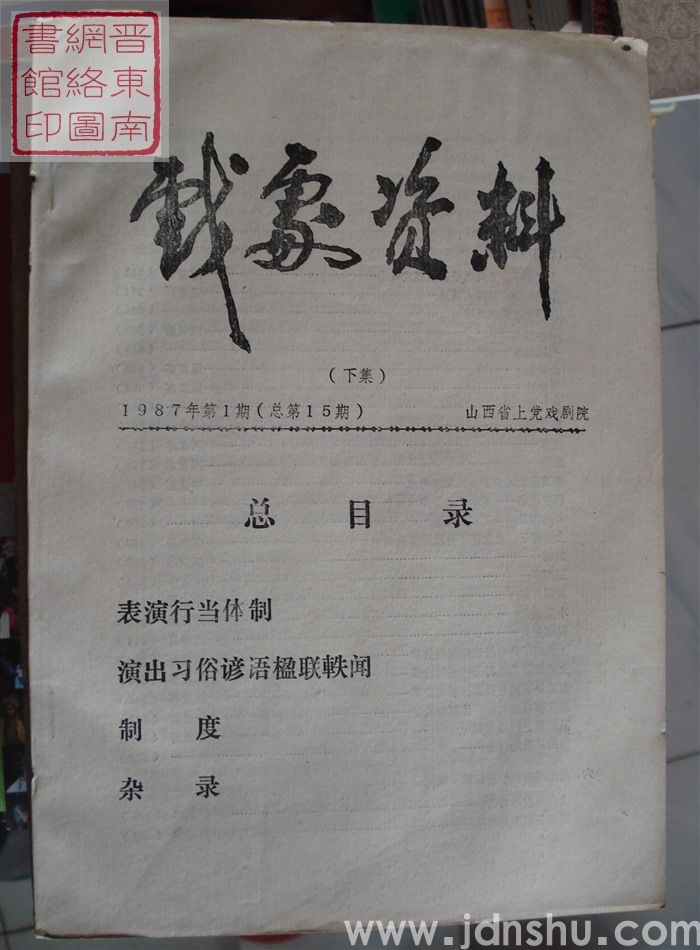 晋東南
網絡圖
書館印
戏剧资料
(下集)
1987年第1期(总第15期) 山西省上党戏剧院
总目录
表演行当体制
演出习俗谚语楹联轶闻
制度
杂录
www.jdnshu.com